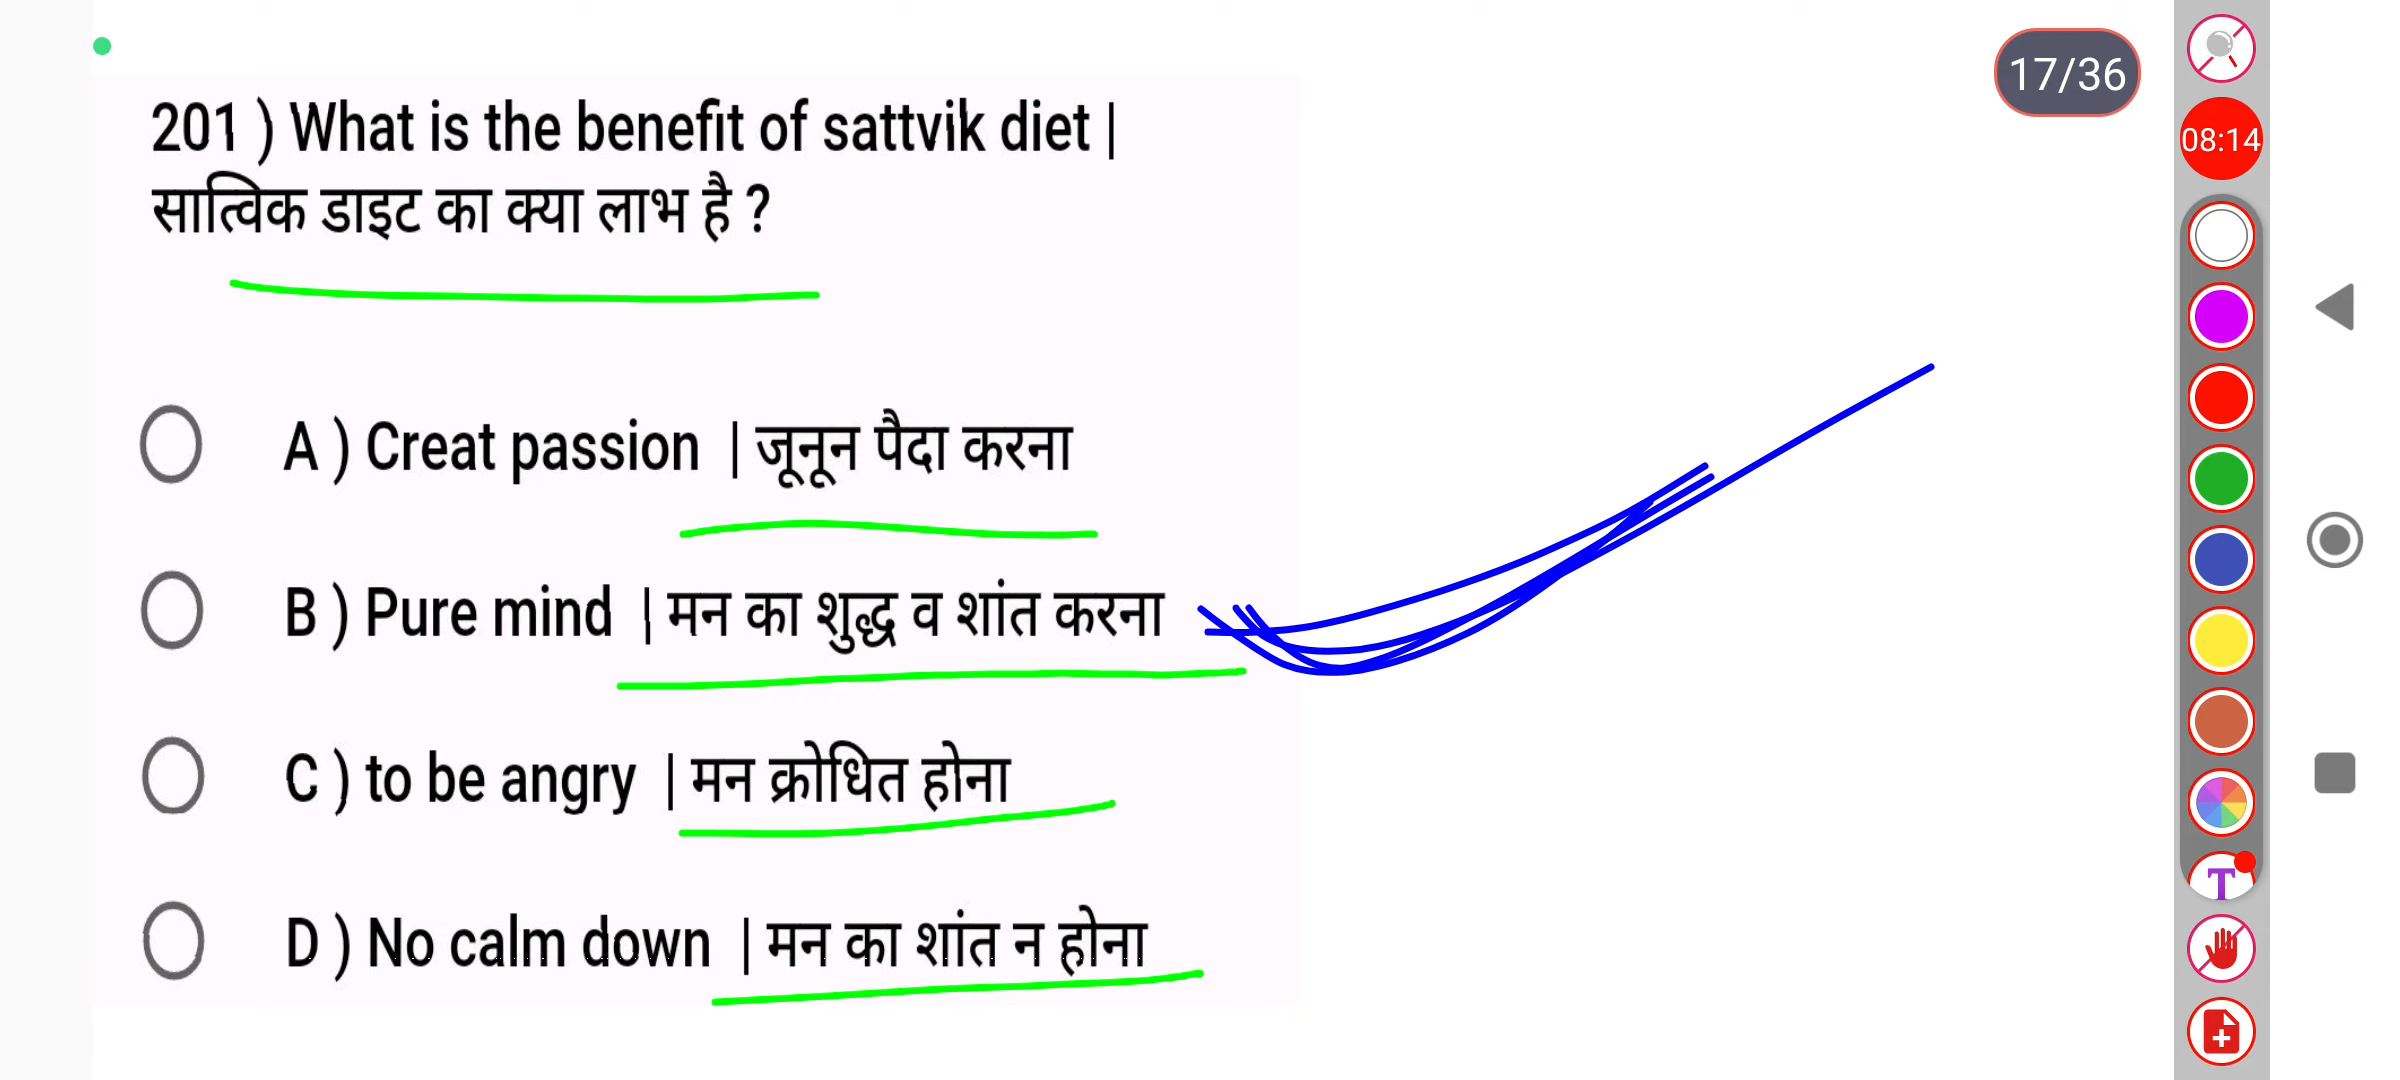 17/36
08:14
201 ) What is the benefit of sattvik diet |
सात्विक डाइट का क्या लाभ है ?
A ) Creat passion | जूनून पैदा करना
B ) Pure mind | मन का शुद्ध व शांत करना
C ) to be angry | मन क्रोधित होना
D ) No calm down | मन का शांत न होना
T